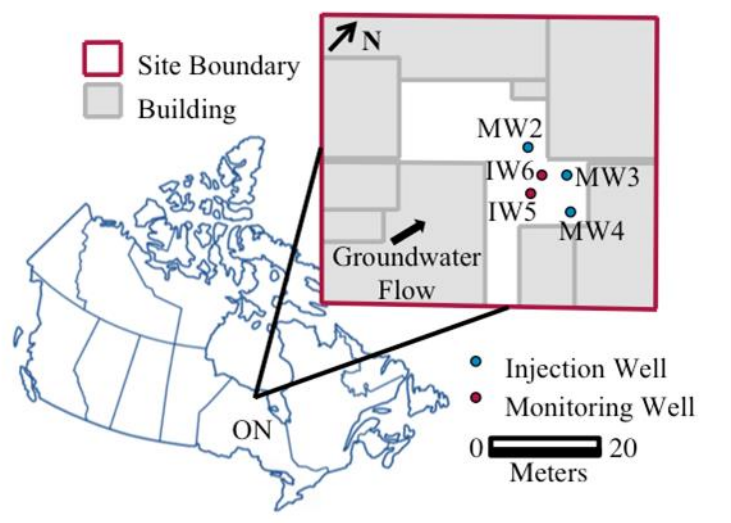 N
Site Boundary
Building
MW2
IW6
MW3
IW5
MW4
Groundwater
Flow
Injection Well
Monitoring Well
ON
0 20
Meters